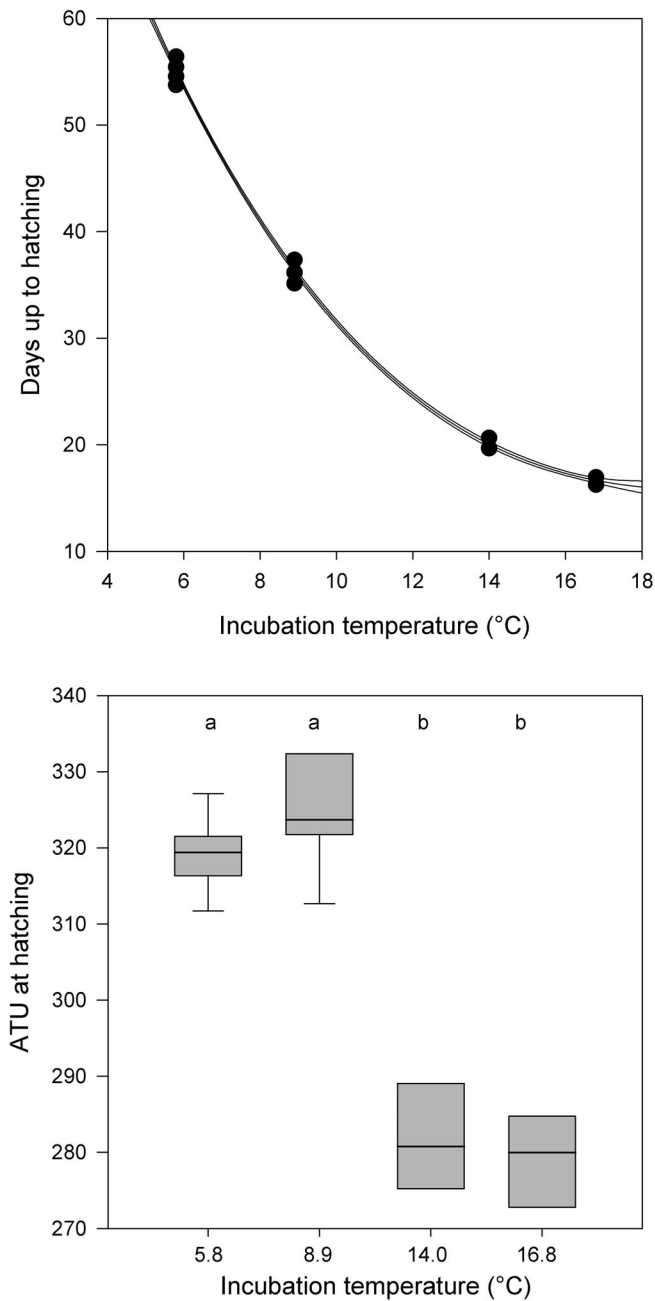 60
50
40
30
20
10
Days up to hatching
4 6 8 10 12 14 16 18
Incubation temperature (°C)
340
330
320
310
300
290
280
270
ATU at hatching
a a b b
5.8 8.9 14.0 16.8
Incubation temperature (°C)